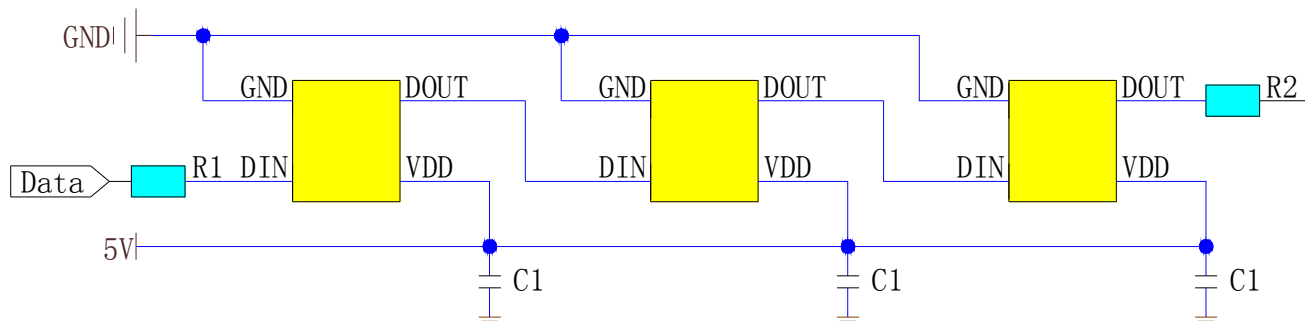 GND
GND DOUT GND DOUT GND DOUT R2
Data R1 DIN VDD DIN VDD DIN VDD
5V
C1 C1 C1